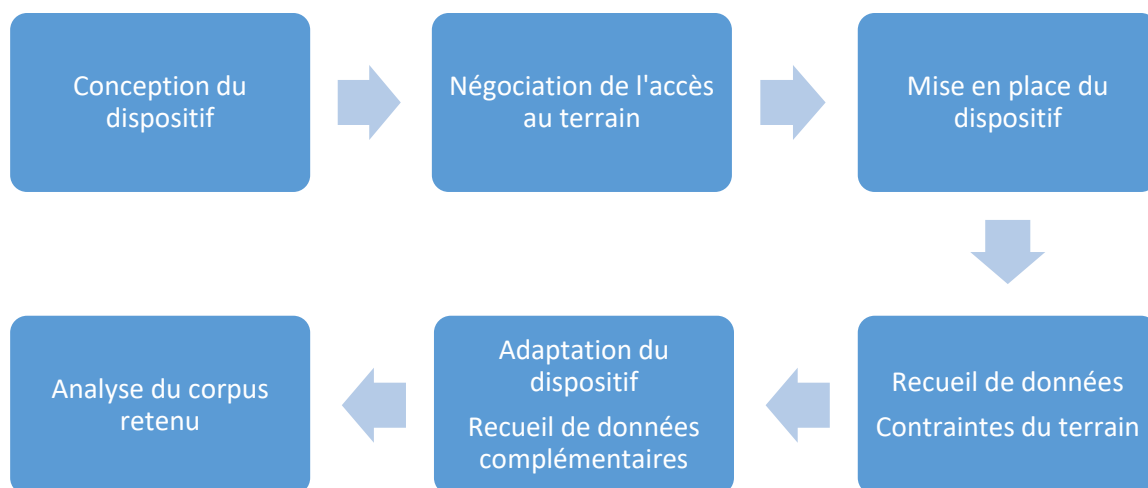 Conception du
dispositif
Négociation de l'accès
au terrain
Mise en place du
dispositif
Recueil de données
Contraintes du terrain
Adaptation du
dispositif
Recueil de données
complémentaires
Analyse du corpus
retenu